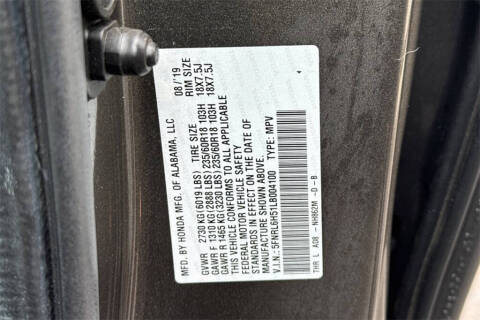 MFD. BY HONDA MFG. OF ALABAMA, LLC 08/'19
TIRE SIZE RIM SIZE
GVWR 2730 KG(6019 LBS)
GAWR F 1310 KG(2888 LBS) 235/60R18 103H 18X7.5J
GAWR R 1465 KG(3230 LBS) 235/60R18 103H 18X7.5J
THIS VEHICLE CONFORMS TO ALL APPLICABLE
FEDERAL MOTOR VEHICLE SAFETY
STANDARDS IN EFFECT ON THE DATE OF
MANUFACTURE SHOWN ABOVE.
V.I.N.: 5FNRL6H51LB004100 TYPE: MPV
THR L A08 -NH862M -D-B